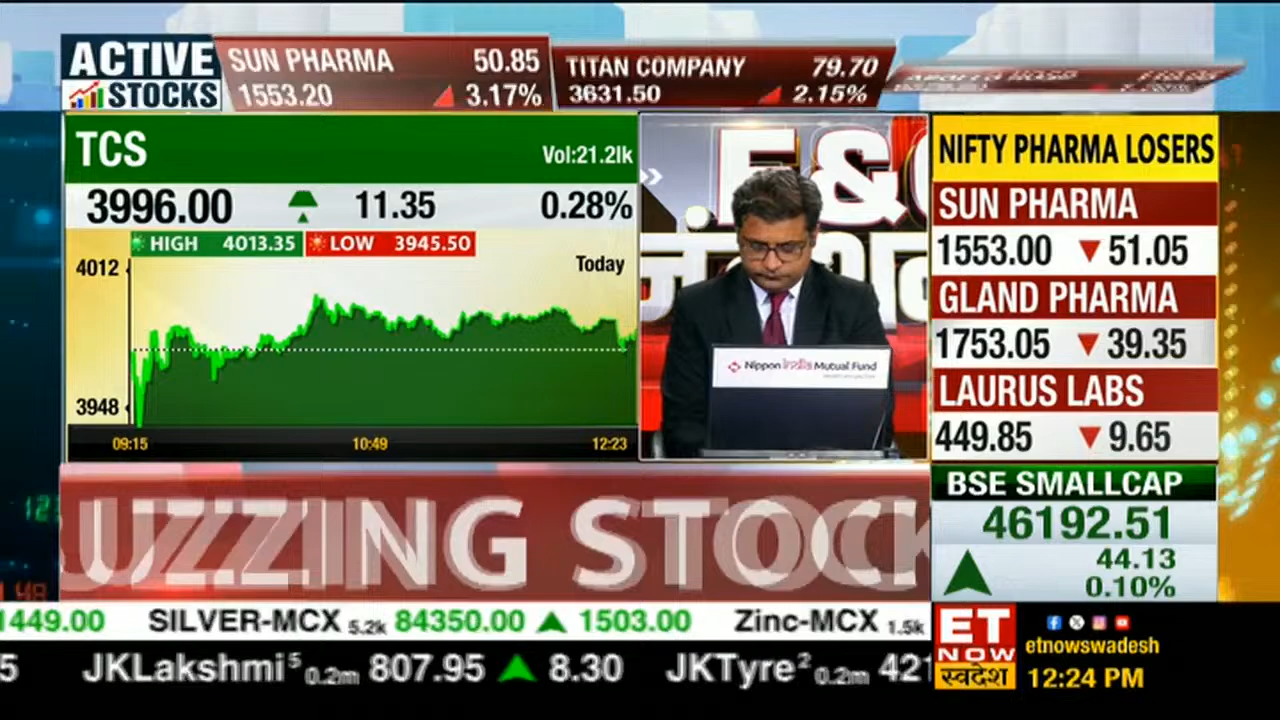 ACTIVE
STOCKS
SUN PHARMA 50.85
1553.20 3.17%
TITAN COMPANY 79.70
3631.50 2.15%
TCS
Vol:21.2lk
3996.00 11.35 0.28%
HIGH 4013.35 LOW 3945.50
Today
4012
3948
09:15 10:49 12:23
F&
Nippon India Mutual Fund
NIFTY PHARMA LOSERS
SUN PHARMA
1553.00 51.05
GLAND PHARMA
1753.05 39.35
LAURUS LABS
449.85 9.65
BSE SMALLCAP
46192.51
44.13
0.10%
UZZING STOCK
1449.00 SILVER-MCX 5.2k 84350.00 1503.00 Zinc-MCX 1.5k
5 JKLakshmi 5 0.2m 807.95 8.30 JKTyre 2 0.2m 421
ET
NOW
स्वदेश
etnowswadesh
12:24 PM